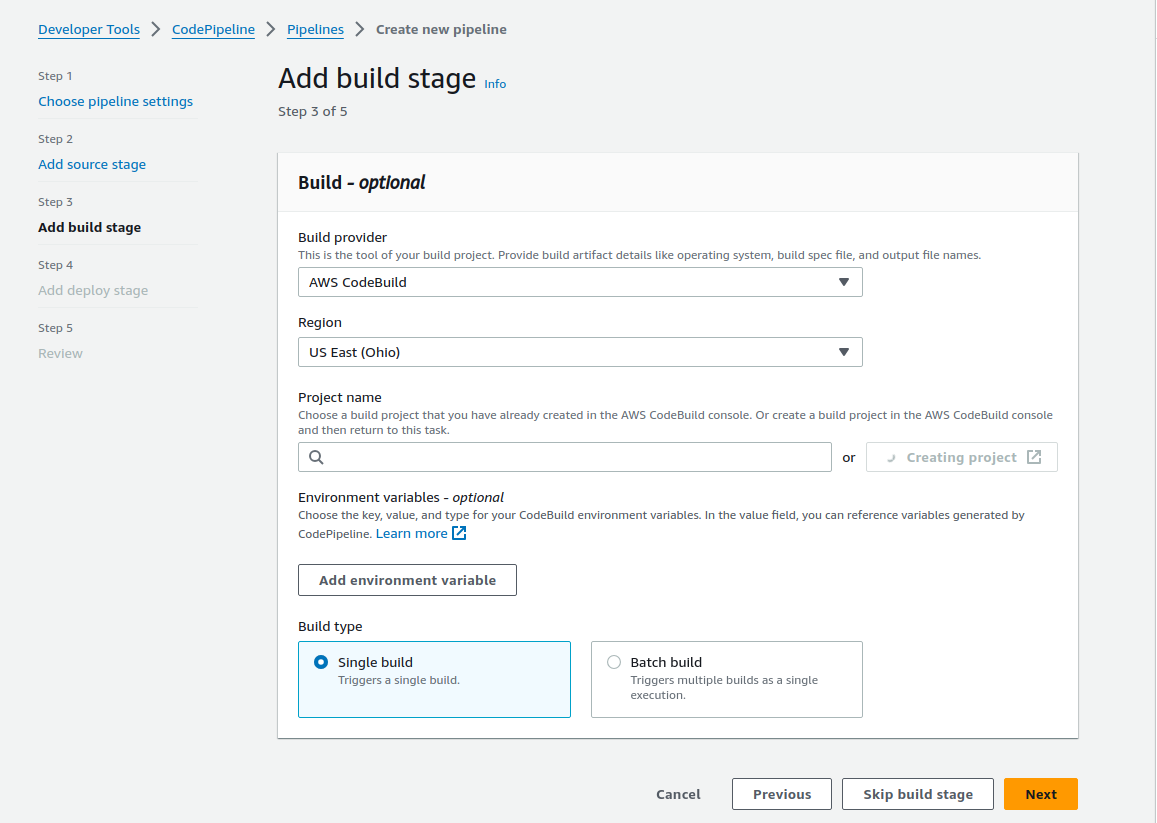 Developer Tools > CodePipeline > Pipelines > Create new pipeline
Step 1
Choose pipeline settings
Step 2
Add source stage
Step 3
Add build stage
Step 4
Add deploy stage
Step 5
Review
Add build stage Info
Step 3 of 5
Build - optional
Build provider
This is the tool of your build project. Provide build artifact details like operating system, build spec file, and output file names.
AWS CodeBuild
Region
US East (Ohio)
Project name
Choose a build project that you have already created in the AWS CodeBuild console. Or create a build project in the AWS CodeBuild console
and then return to this task.
or Creating project
Environment variables - optional
Choose the key, value, and type for your CodeBuild environment variables. In the value field, you can reference variables generated by
CodePipeline. Learn more
Add environment variable
Build type
Single build
Triggers a single build.
Batch build
Triggers multiple builds as a single
execution.
Cancel Previous Skip build stage Next